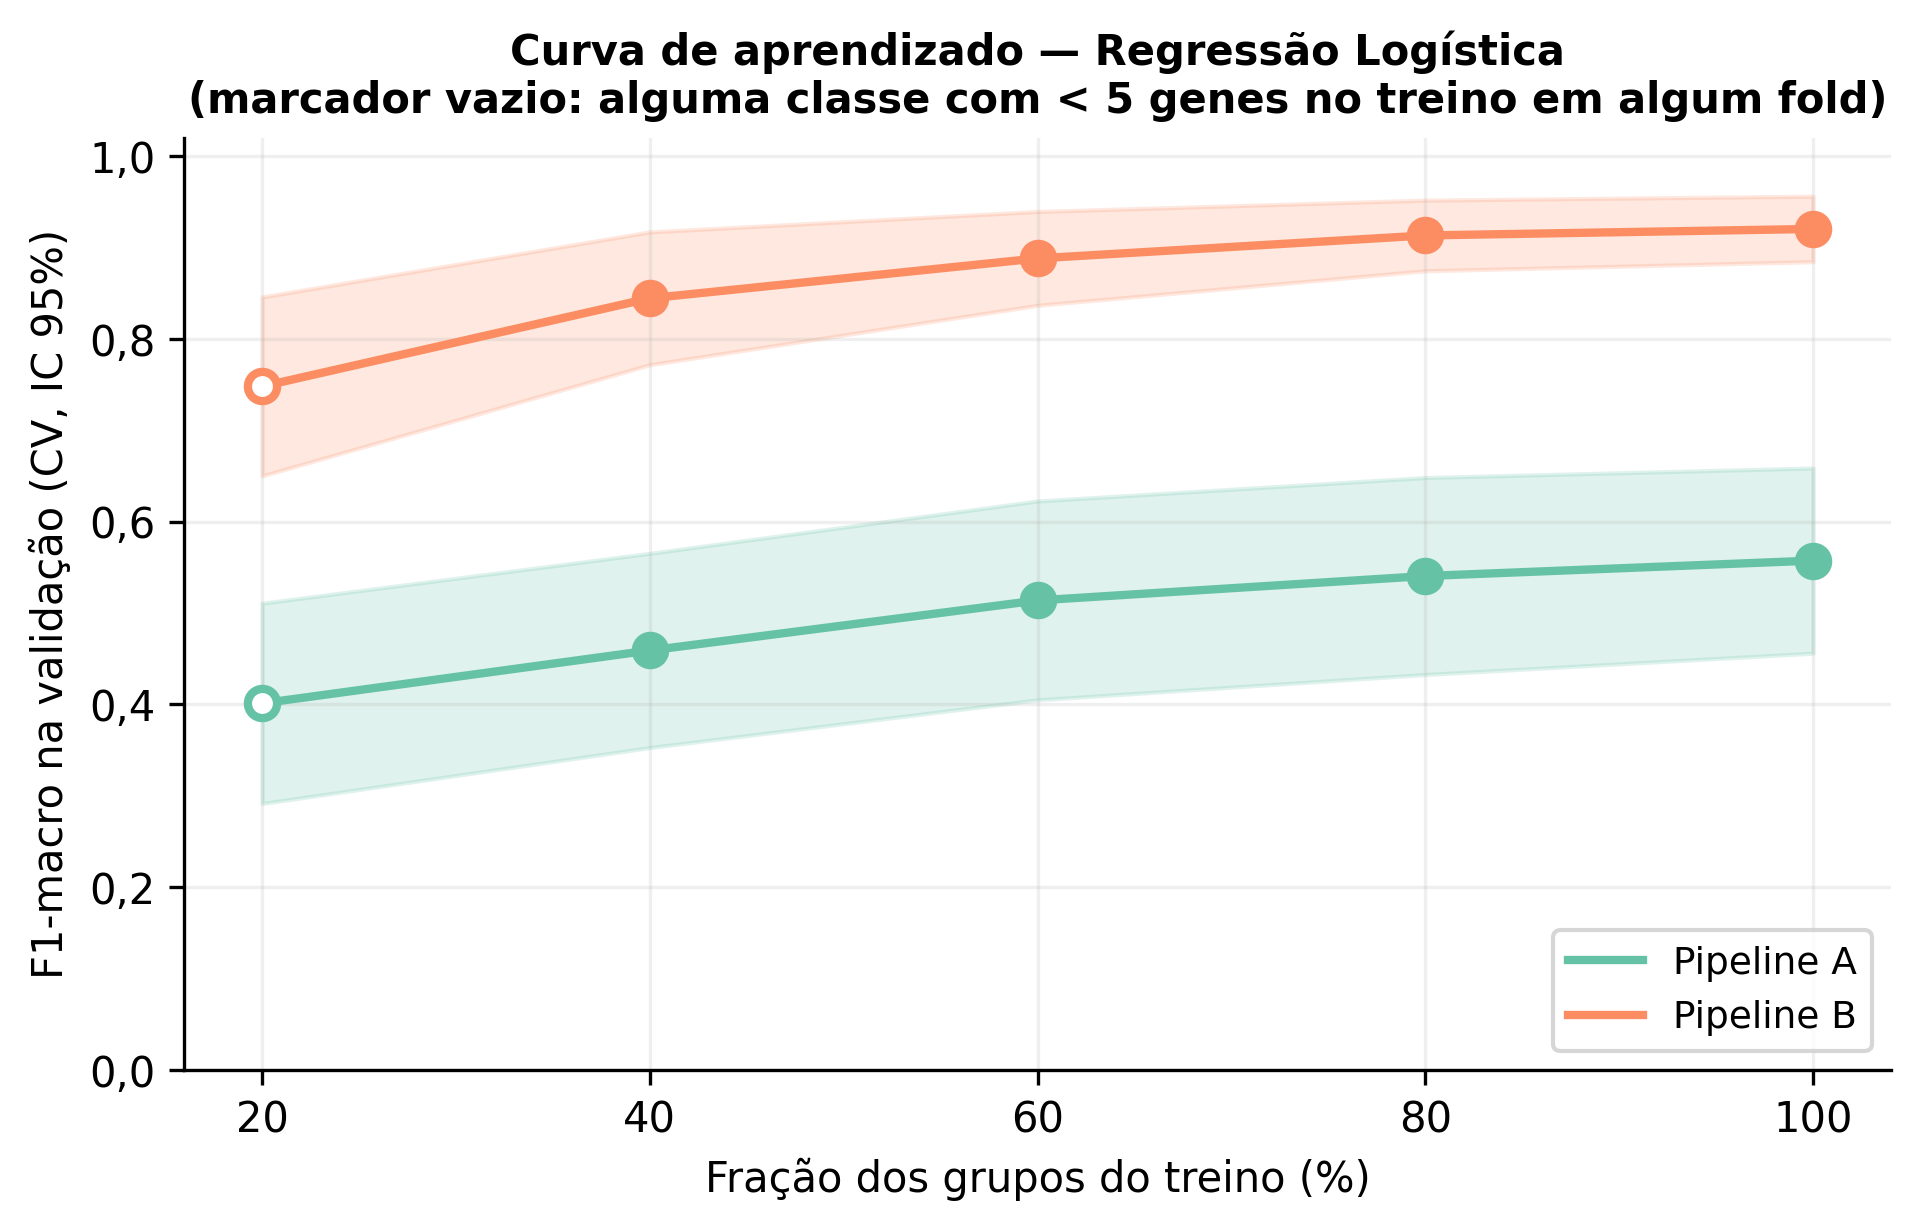 Curva de aprendizado — Regressão Logística
(marcador vazio: alguma classe com < 5 genes no treino em algum fold)
F1-macro na validação (CV, IC 95%)
1,0
0,8
0,6
0,4
0,2
0,0
Pipeline A
Pipeline B
20
40
60
80
100
Fração dos grupos do treino (%)